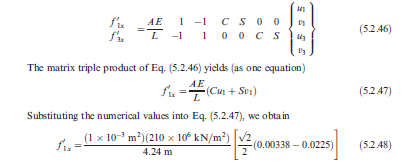 f′1x
f′3x = AE/L 1 −1 C S 0 0 u1
−1 1 0 0 C S v1
u3
v3 (5.2.46)
The matrix triple product of Eq. (5.2.46) yields (as one equation)
f′1x = AE/L (Cu1 + Sv1) (5.2.47)
Substituting the numerical values into Eq. (5.2.47), we obtain
f′1x = (1 × 10⁻³ m²)(210 × 10⁶ kN/m²) / 4.24 m [√2/2 (0.00338 − 0.0225)] (5.2.48)